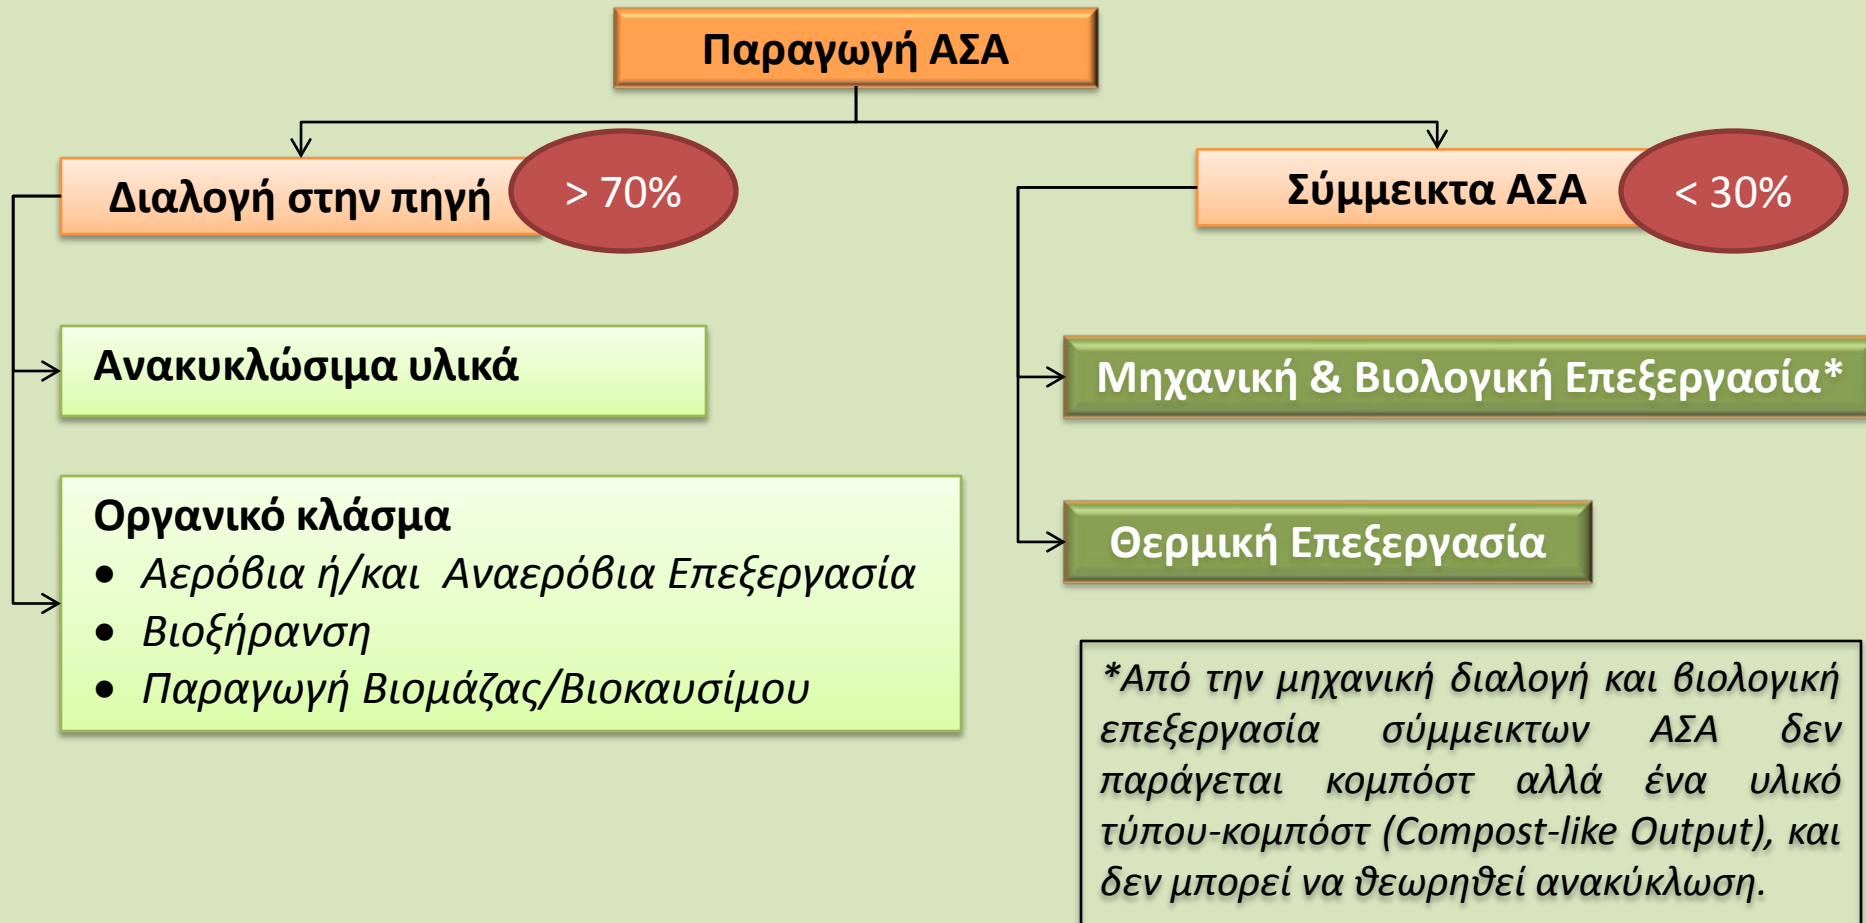 Παραγωγή ΑΣΑ
Διαλογή στην πηγή
> 70%
Ανακυκλώσιμα υλικά
Οργανικό κλάσμα
• Αερόβια ή/και Αναερόβια Επεξεργασία
• Βιοξήρανση
• Παραγωγή Βιομάζας/Βιοκαυσίμου
Σύμμεικτα ΑΣΑ
< 30%
Μηχανική & Βιολογική Επεξεργασία*
Θερμική Επεξεργασία
*Από την μηχανική διαλογή και βιολογική
επεξεργασία σύμμεικτων ΑΣΑ δεν
παράγεται κομπόστ αλλά ένα υλικό
τύπου-κομπόστ (Compost-like Output), και
δεν μπορεί να θεωρηθεί ανακύκλωση.